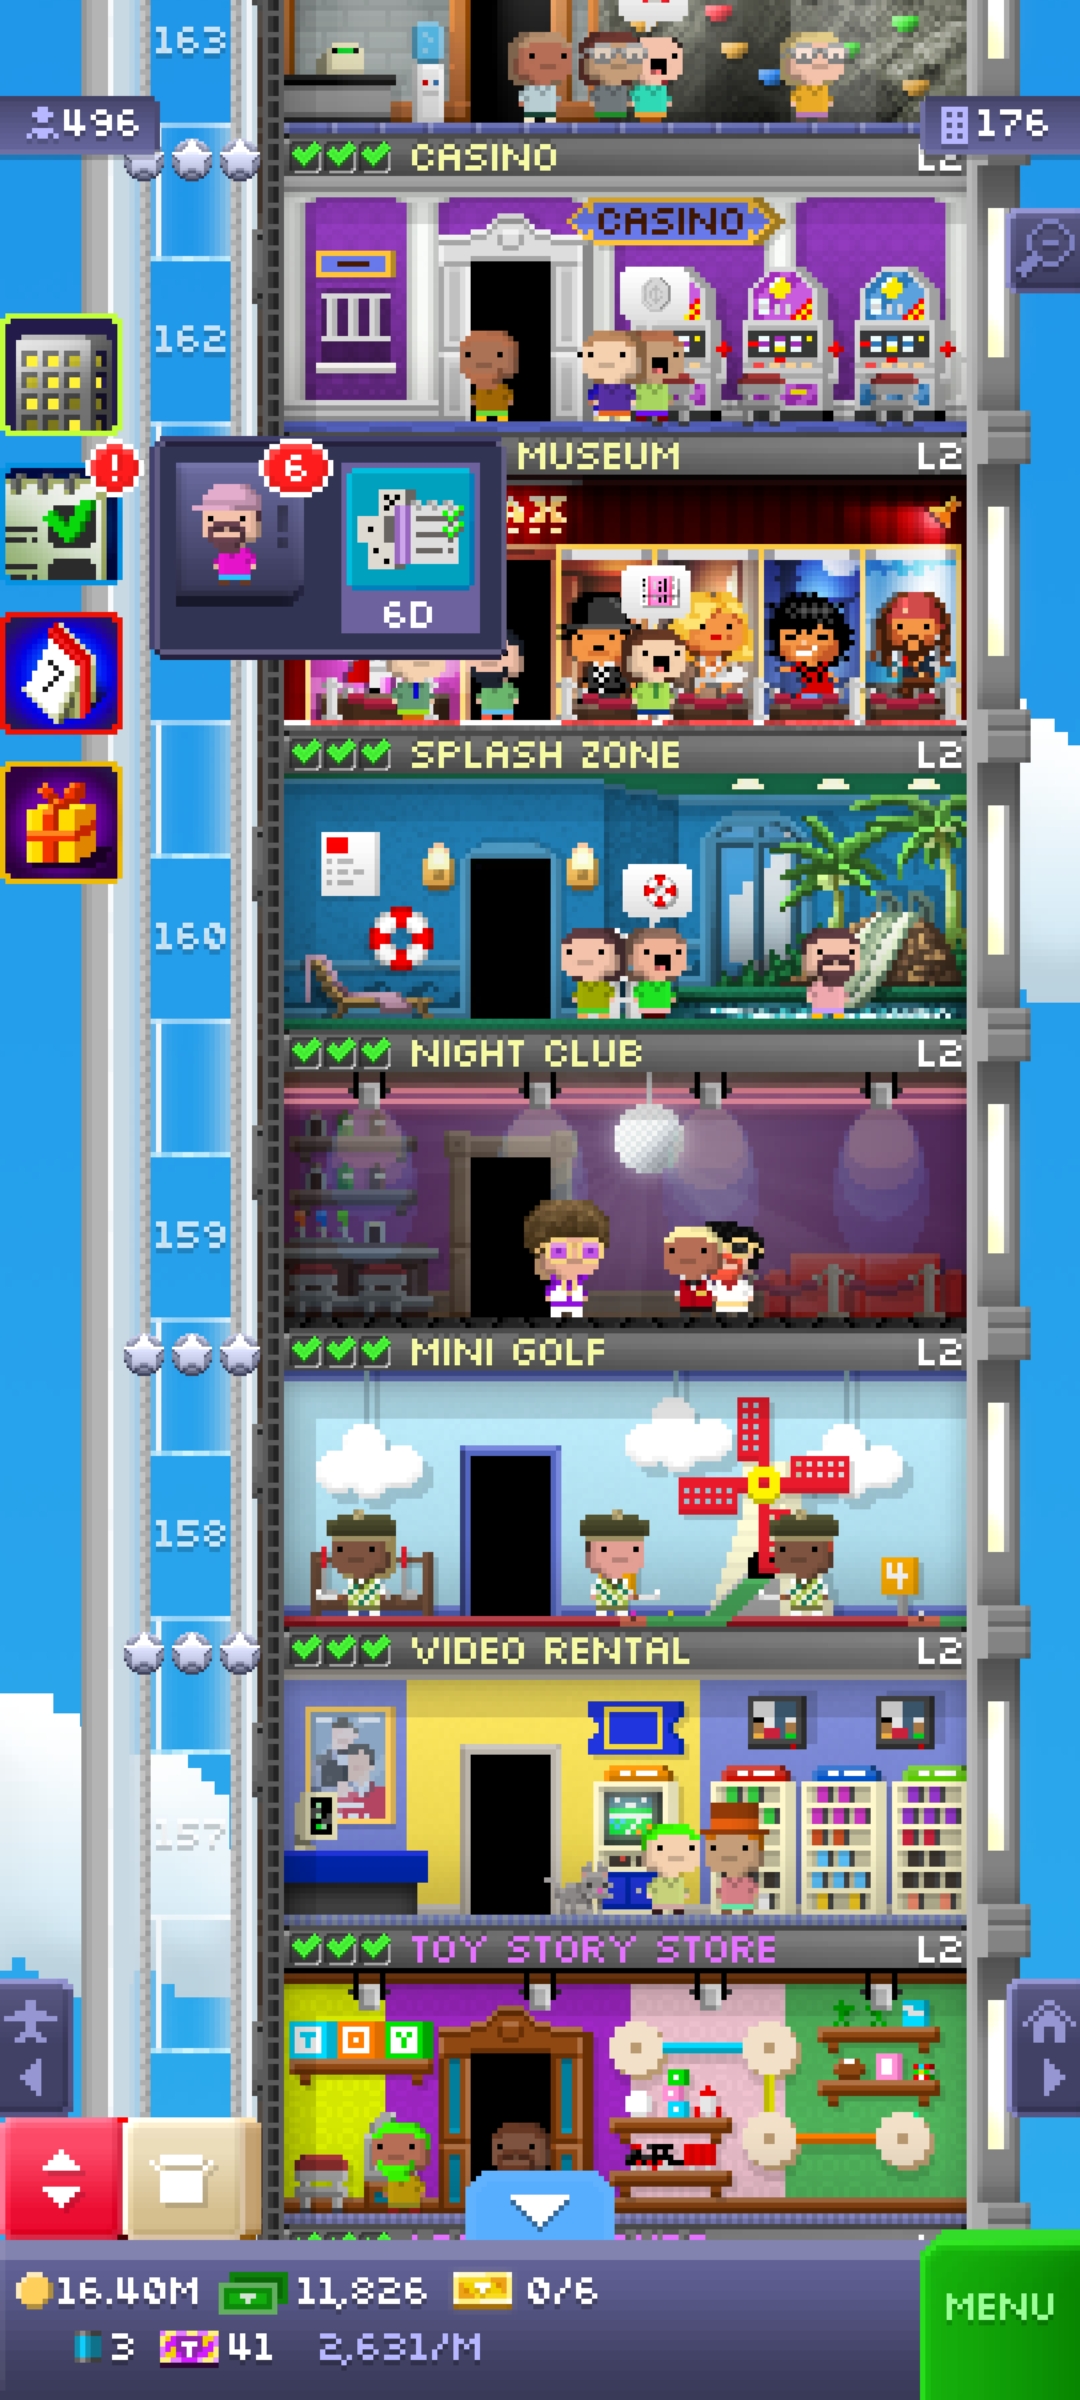 163
496
176
CASINO
L2
CASINO
162
MUSEUM
L2
6
!
AX
6D
SPLASH ZONE
L2
160
NIGHT CLUB
L2
159
MINI GOLF
L2
158
4
VIDEO RENTAL
L2
157
TOY STORY STORE
L2
TOY
16.40M 11,826 0/6
3 41 2,631/M
MENU